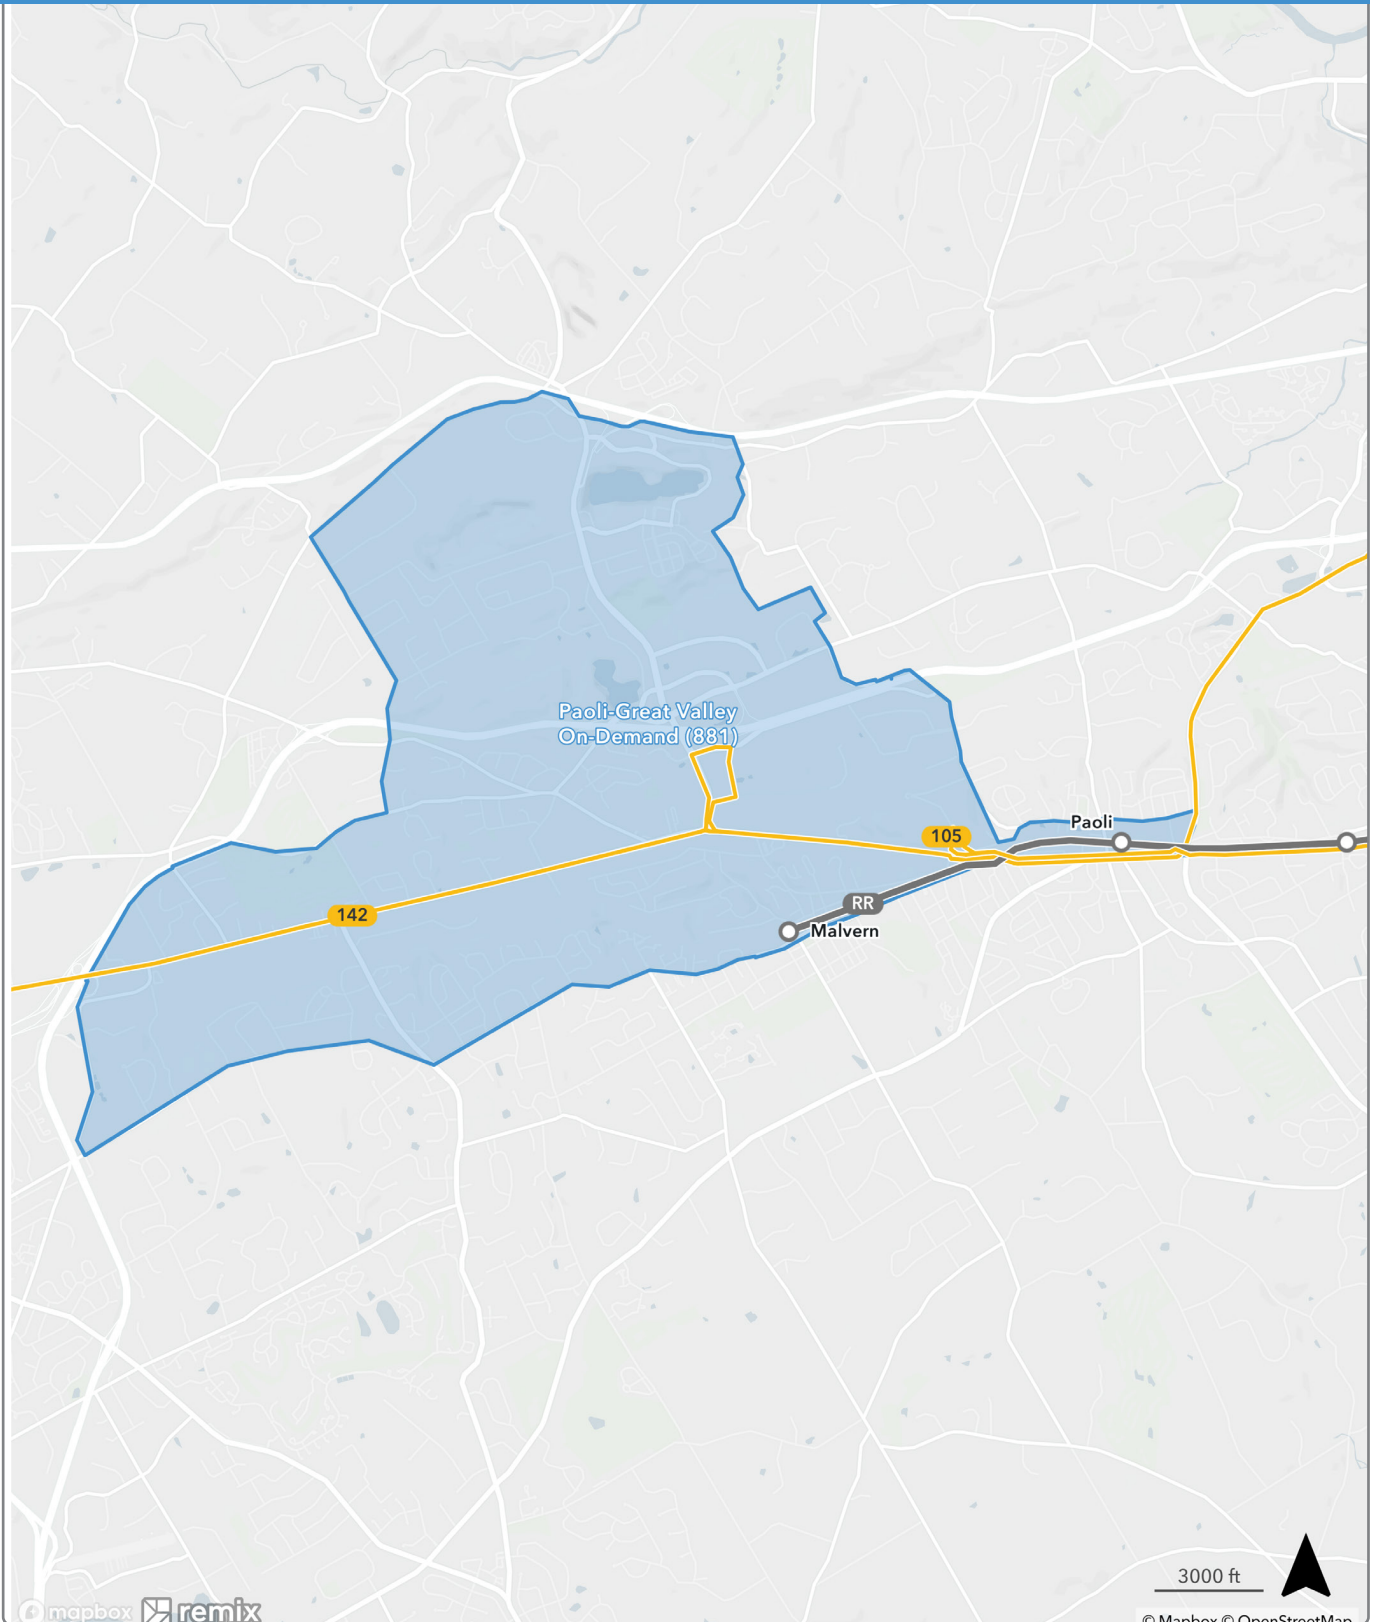 Paoli-Great Valley
On-Demand (881)
Paoli
105
RR
142
Malvern
3000 ft
mapbox
remix
© Mapbox © OpenStreetMap